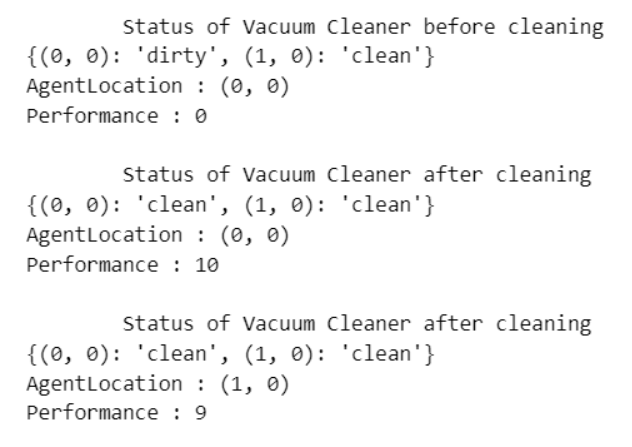 Status of Vacuum Cleaner before cleaning
{(0, 0): 'dirty', (1, 0): 'clean'}
AgentLocation : (0, 0)
Performance : 0
Status of Vacuum Cleaner after cleaning
{(0, 0): 'clean', (1, 0): 'clean'}
AgentLocation : (0, 0)
Performance : 10
Status of Vacuum Cleaner after cleaning
{(0, 0): 'clean', (1, 0): 'clean'}
AgentLocation : (1, 0)
Performance : 9